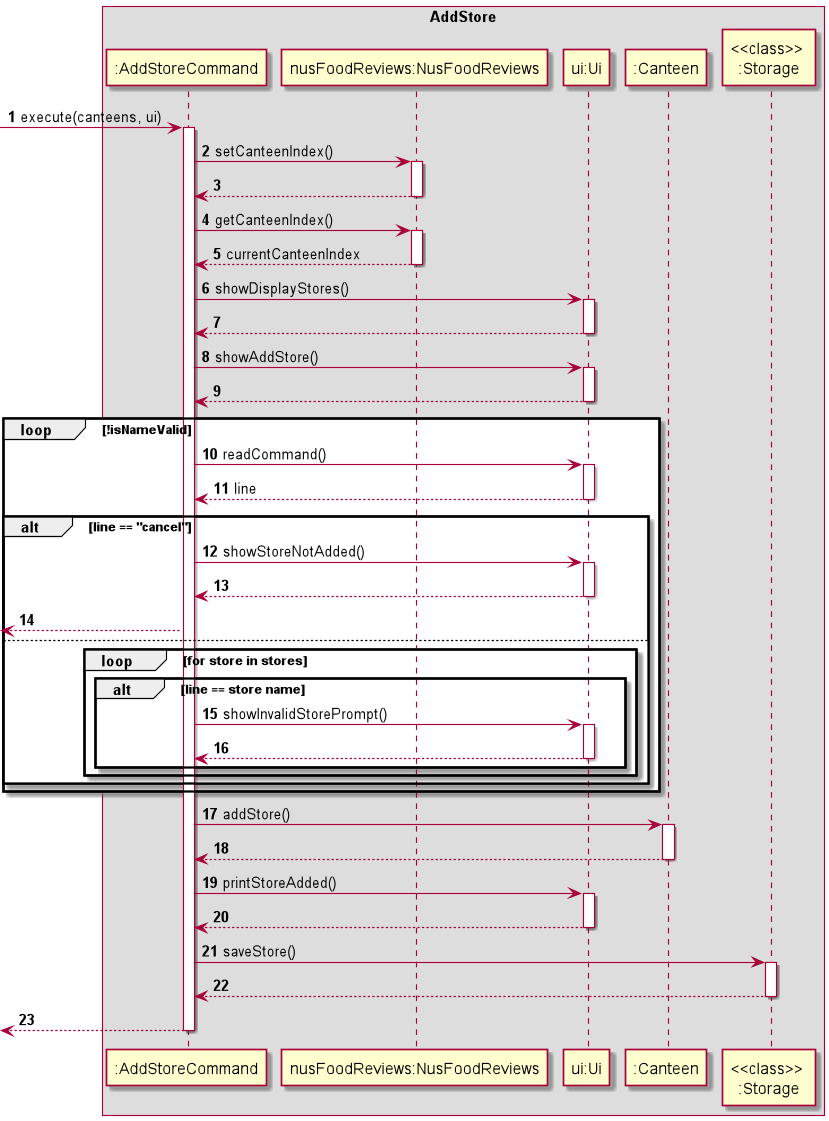 AddStore
:AddStoreCommand
nusFoodReviews:NusFoodReviews
ui:Ui
:Canteen
<<class>>
:Storage
1 execute(canteens, ui)
2 setCanteenIndex()
3
4 getCanteenIndex()
5 currentCanteenIndex
6 showDisplayStores()
7
8 showAddStore()
9
loop [!isNameValid]
10 readCommand()
11 line
alt [line == "cancel"]
12 showStoreNotAdded()
13
14
loop [for store in stores]
alt [line == store name]
15 showInvalidStorePrompt()
16
17 addStore()
18
19 printStoreAdded()
20
21 saveStore()
22
23
:AddStoreCommand
nusFoodReviews:NusFoodReviews
ui:Ui
:Canteen
<<class>>
:Storage